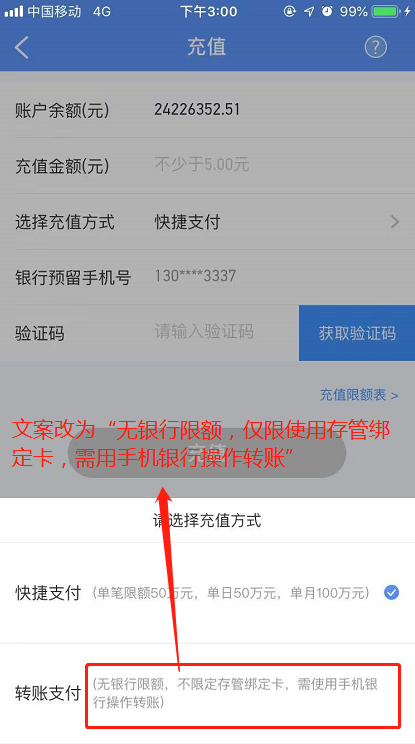 中国移动 4G 下午3:00 99%
充值 ?
账户余额(元) 24226352.51
充值金额(元) 不少于5.00元
选择充值方式 快捷支付
银行预留手机号 130****3337
验证码 请输入验证码 获取验证码
充值限额表 >
文案改为“无银行限额，仅限使用存管绑
定卡，需用手机银行操作转账”
充值
请选择充值方式
快捷支付 (单笔限额50万元，单日50万元，单月100万元)
转账支付 (无银行限额，不限定存管绑定卡，需使用手机银
行操作转账)